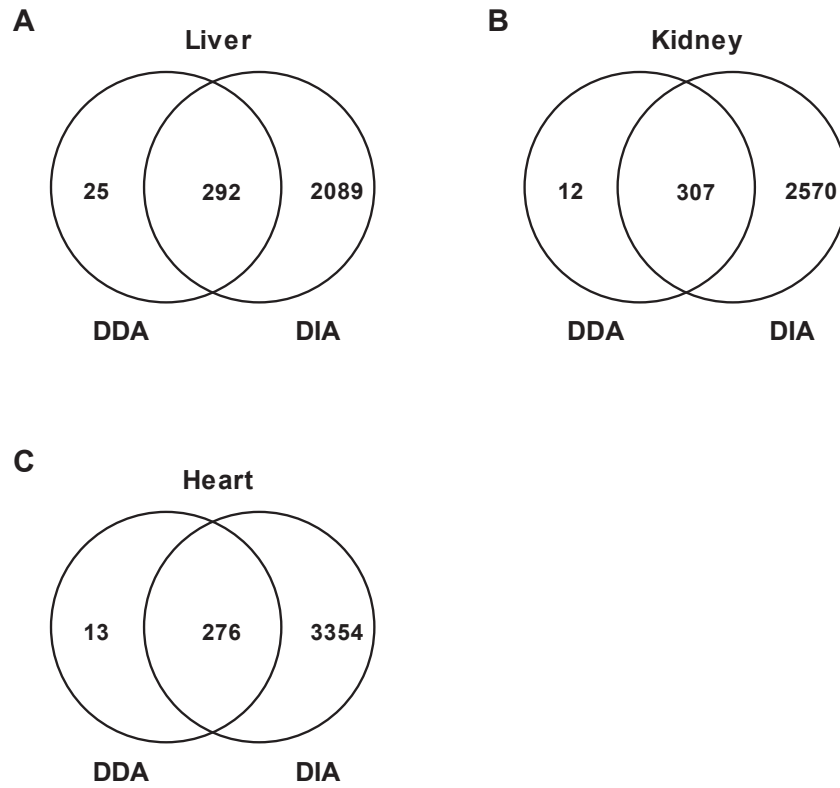 A
Liver
25 292 2089
DDA DIA
B
Kidney
12 307 2570
DDA DIA
C
Heart
13 276 3354
DDA DIA